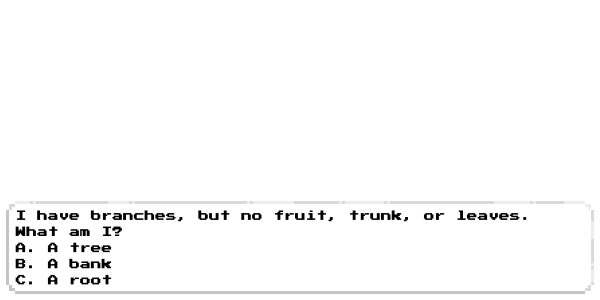 I have branches, but no fruit, trunk, or leaves.
What am I?
A. A tree
B. A bank
C. A root